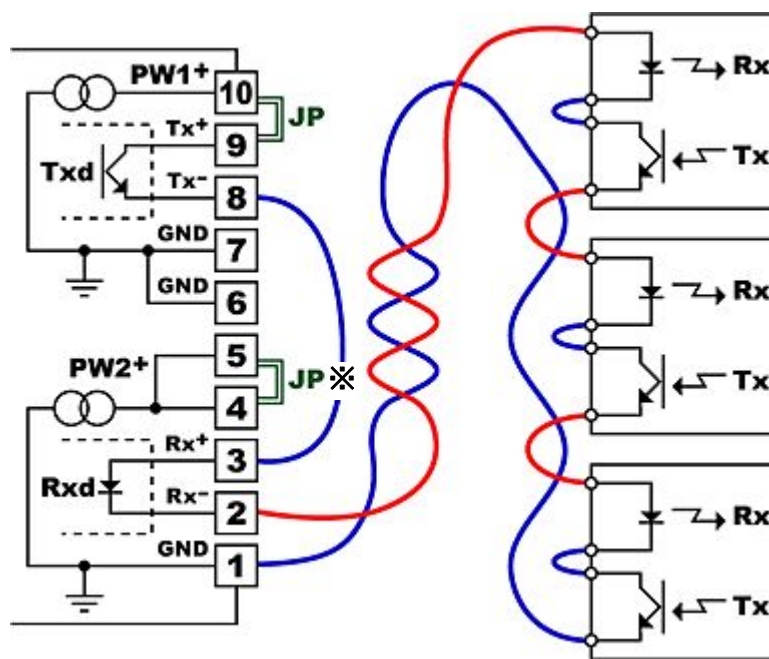 PW1+
10
JP
Tx+
9
Txd
Tx-
8
GND
7
GND
6
5
PW2+
JP ※
4
Rx+
3
Rxd
Rx-
2
GND
1
Rx
Tx
Rx
Tx
Rx
Tx